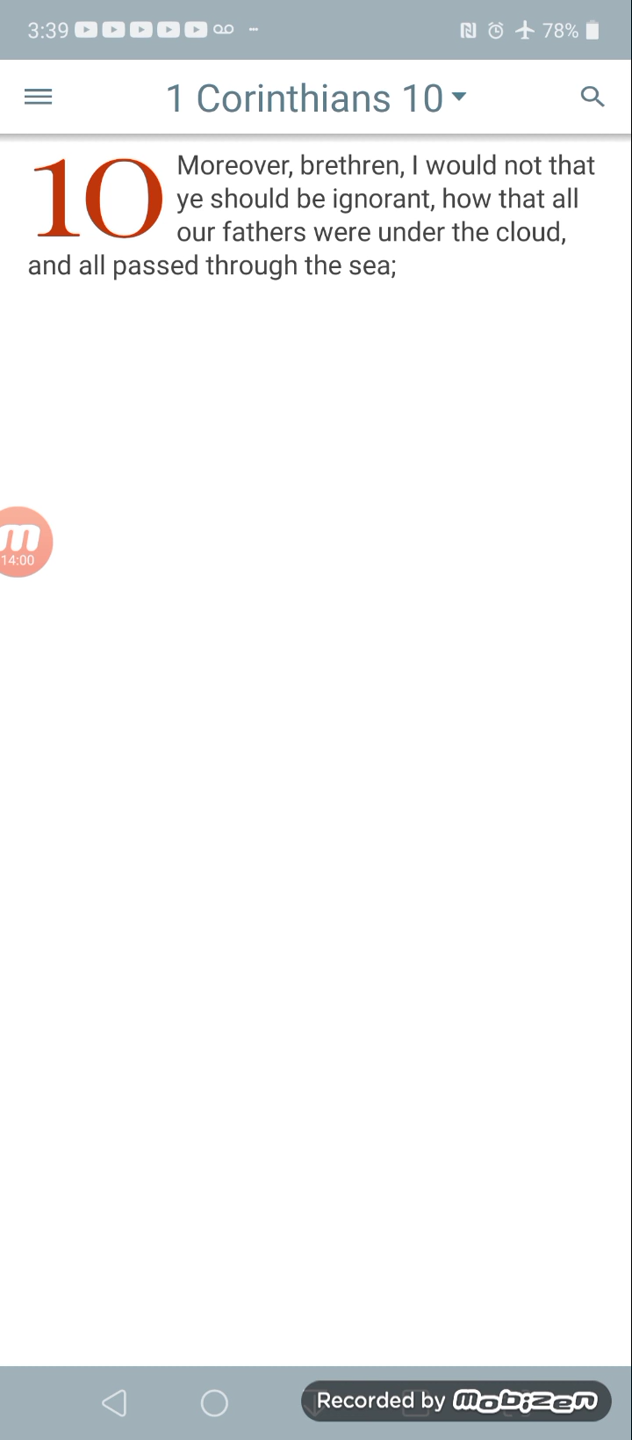 3:39
78%
1 Corinthians 10
10 Moreover, brethren, I would not that
ye should be ignorant, how that all
our fathers were under the cloud,
and all passed through the sea;
m
14:00
Recorded by mobizen